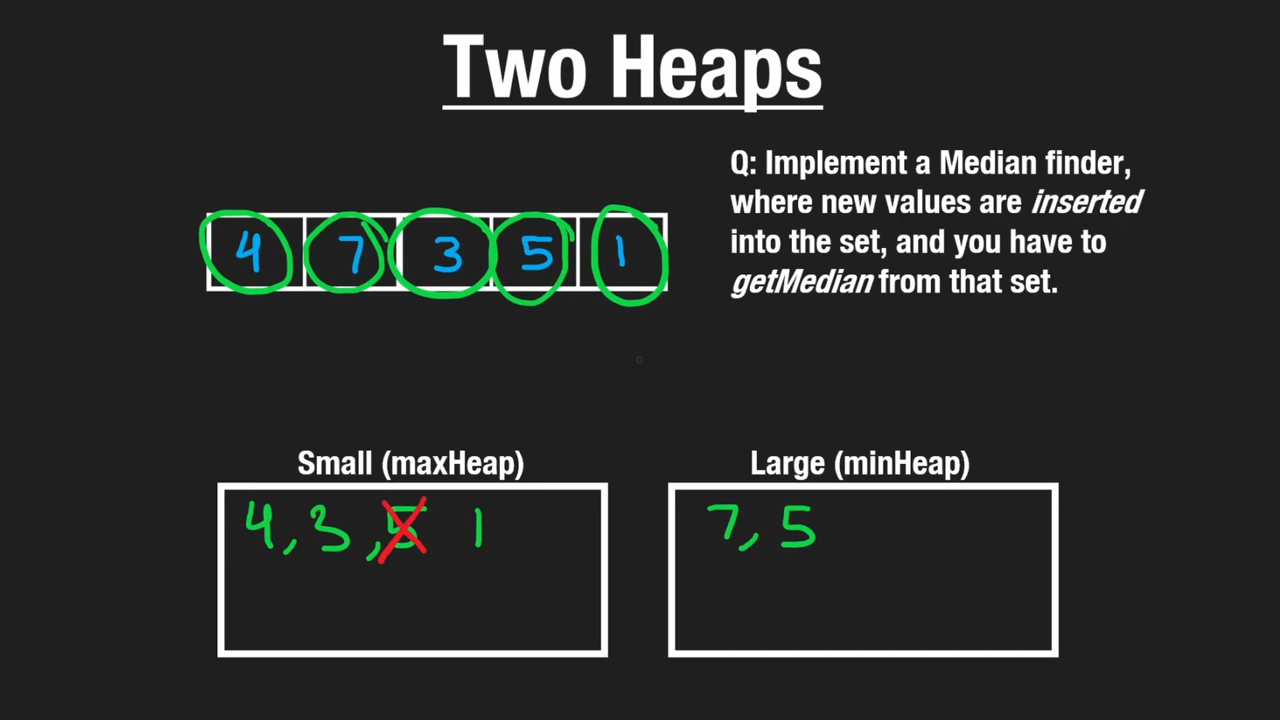 Two Heaps
Q: Implement a Median finder,
where new values are inserted
into the set, and you have to
getMedian from that set.
4 7 3 5 1
Small (maxHeap)
4, 3, 5 1
Large (minHeap)
7, 5